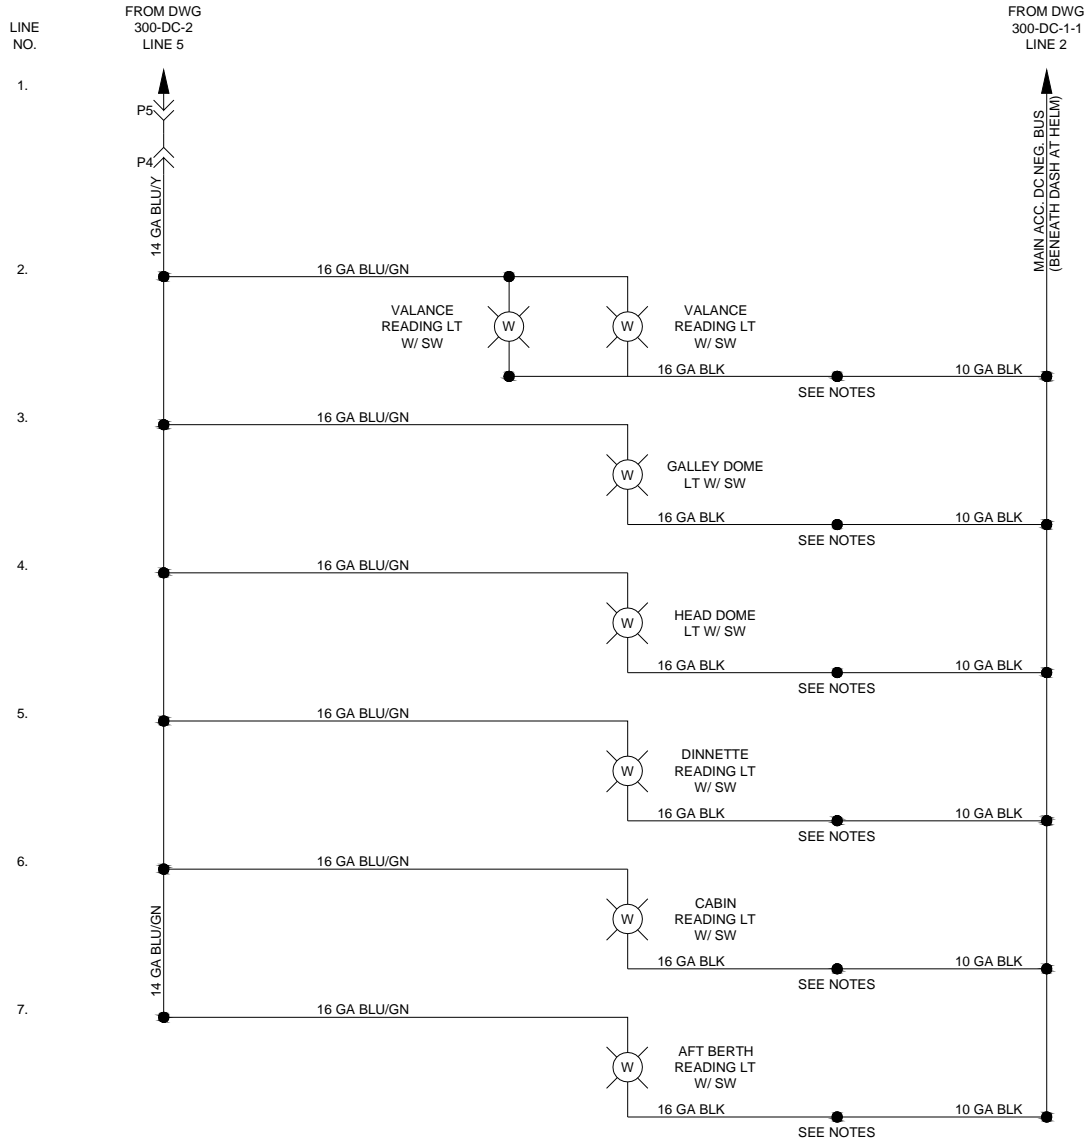 LINE
NO.
FROM DWG
300-DC-2
LINE 5
FROM DWG
300-DC-1-1
LINE 2
1.
P5
P4
14 GA BLU/Y
MAIN ACC. DC NEG. BUS
(BENEATH DASH AT HELM)
2.
16 GA BLU/GN
VALANCE
READING LT
W/ SW
W
W
VALANCE
READING LT
W/ SW
16 GA BLK
SEE NOTES
10 GA BLK
3.
16 GA BLU/GN
W
GALLEY DOME
LT W/ SW
16 GA BLK
SEE NOTES
10 GA BLK
4.
16 GA BLU/GN
W
HEAD DOME
LT W/ SW
16 GA BLK
SEE NOTES
10 GA BLK
5.
16 GA BLU/GN
W
DINNETTE
READING LT
W/ SW
16 GA BLK
SEE NOTES
10 GA BLK
6.
16 GA BLU/GN
14 GA BLU/GN
W
CABIN
READING LT
W/ SW
16 GA BLK
SEE NOTES
10 GA BLK
7.
16 GA BLU/GN
W
AFT BERTH
READING LT
W/ SW
16 GA BLK
SEE NOTES
10 GA BLK